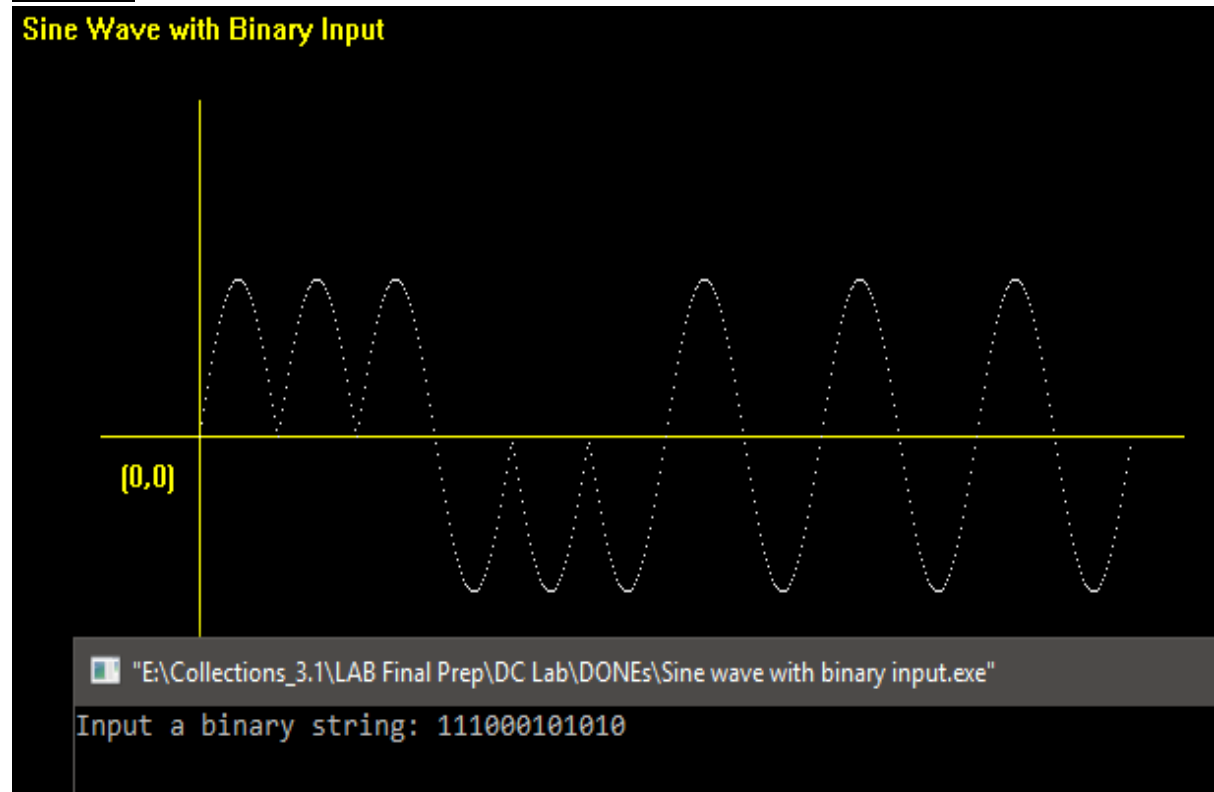 Sine Wave with Binary Input
(0,0)
"E:\Collections_3.1\LAB Final Prep\DC Lab\DONEs\Sine wave with binary input.exe"
Input a binary string: 111000101010